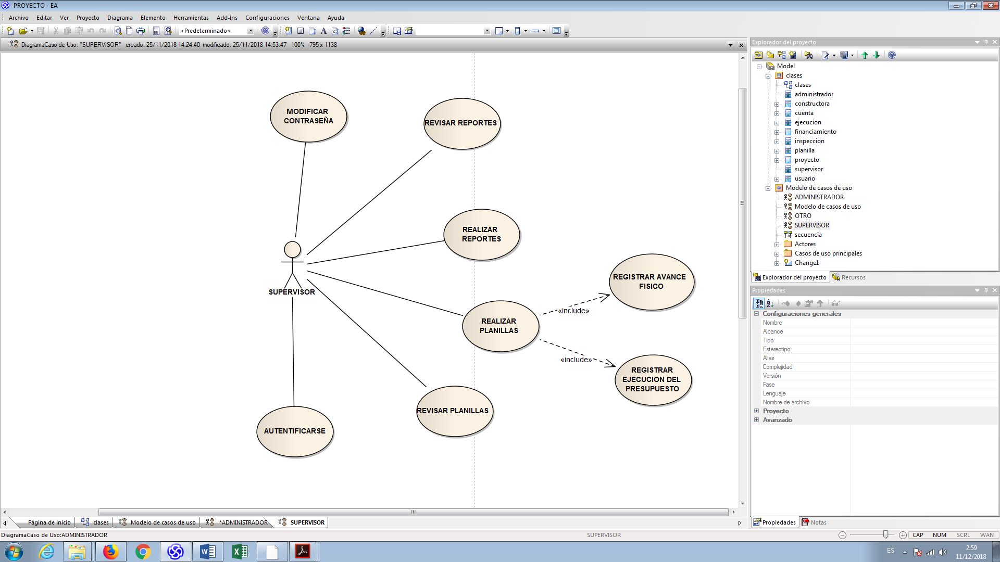 PROYECTO - EA
Archivo Editar Ver Proyecto Diagrama Elemento Herramientas Add-Ins Configuraciones Ventana Ayuda
<Predeterminado>
DiagramaCaso de Uso: "SUPERVISOR" creado: 25/11/2018 14:24:40 modificado: 25/11/2018 14:53:47 100% 795 x 1138
MODIFICAR
CONTRASEÑA
REVISAR REPORTES
REALIZAR
REPORTES
SUPERVISOR
REGISTRAR AVANCE
FISICO
«include»
REALIZAR
PLANILLAS
«include»
REGISTRAR
EJECUCION DEL
PRESUPUESTO
REVISAR PLANILLAS
AUTENTIFICARSE
Explorador del proyecto
Model
clases
clases
administrador
constructora
cuenta
ejecucion
financiamiento
inspeccion
planilla
proyecto
supervisor
usuario
Modelo de casos de uso
ADMINISTRADOR
Modelo de casos de uso
OTRO
SUPERVISOR
secuencia
Actores
Casos de uso principales
Change1
Explorador del proyecto Recursos
Propiedades
Configuraciones generales
Nombre
Alcance
Tipo
Estereotipo
Alias
Complejidad
Versión
Fase
Lenguaje
Nombre de archivo
Proyecto
Avanzado
Propiedades Notas
Página de inicio clases Modelo de casos de uso *ADMINISTRADOR SUPERVISOR
DiagramaCaso de Uso:ADMINISTRADOR SUPERVISOR CAP NUM SCRL WAN
ES 2:59
11/12/2018